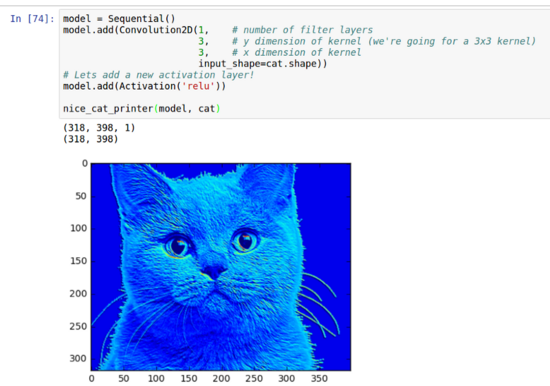 In [74]: model = Sequential()
model.add(Convolution2D(1, # number of filter layers
3, # y dimension of kernel (we're going for a 3x3 kernel)
3, # x dimension of kernel
input_shape=cat.shape))
# Lets add a new activation layer!
model.add(Activation('relu'))
nice_cat_printer(model, cat)
(318, 398, 1)
(318, 398)
0
50
100
150
200
250
300
0 50 100 150 200 250 300 350